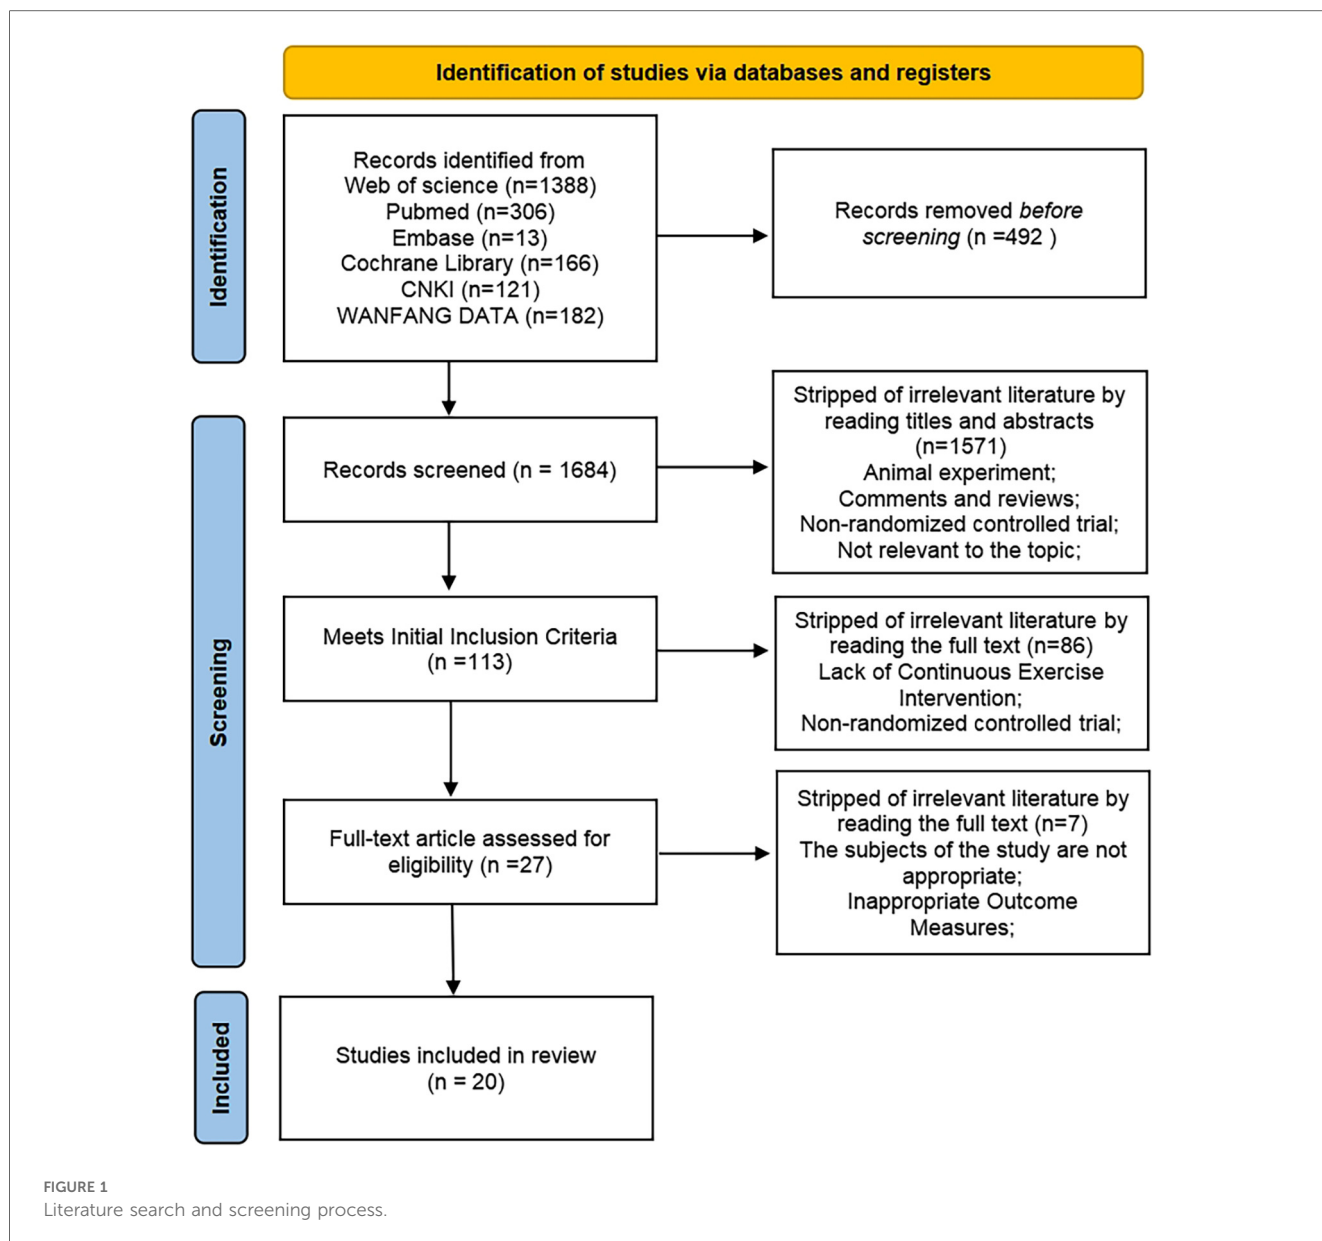 Identification of studies via databases and registers
Identification
Records identified from
Web of science (n=1388)
Pubmed (n=306)
Embase (n=13)
Cochrane Library (n=166)
CNKI (n=121)
WANFANG DATA (n=182)
Records removed before
screening (n =492 )
Screening
Records screened (n = 1684)
Stripped of irrelevant literature by
reading titles and abstracts
(n=1571)
Animal experiment;
Comments and reviews;
Non-randomized controlled trial;
Not relevant to the topic;
Meets Initial Inclusion Criteria
(n =113)
Stripped of irrelevant literature by
reading the full text (n=86)
Lack of Continuous Exercise
Intervention;
Non-randomized controlled trial;
Full-text article assessed for
eligibility (n =27)
Stripped of irrelevant literature by
reading the full text (n=7)
The subjects of the study are not
appropriate;
Inappropriate Outcome
Measures;
Included
Studies included in review
(n = 20)
FIGURE 1
Literature search and screening process.